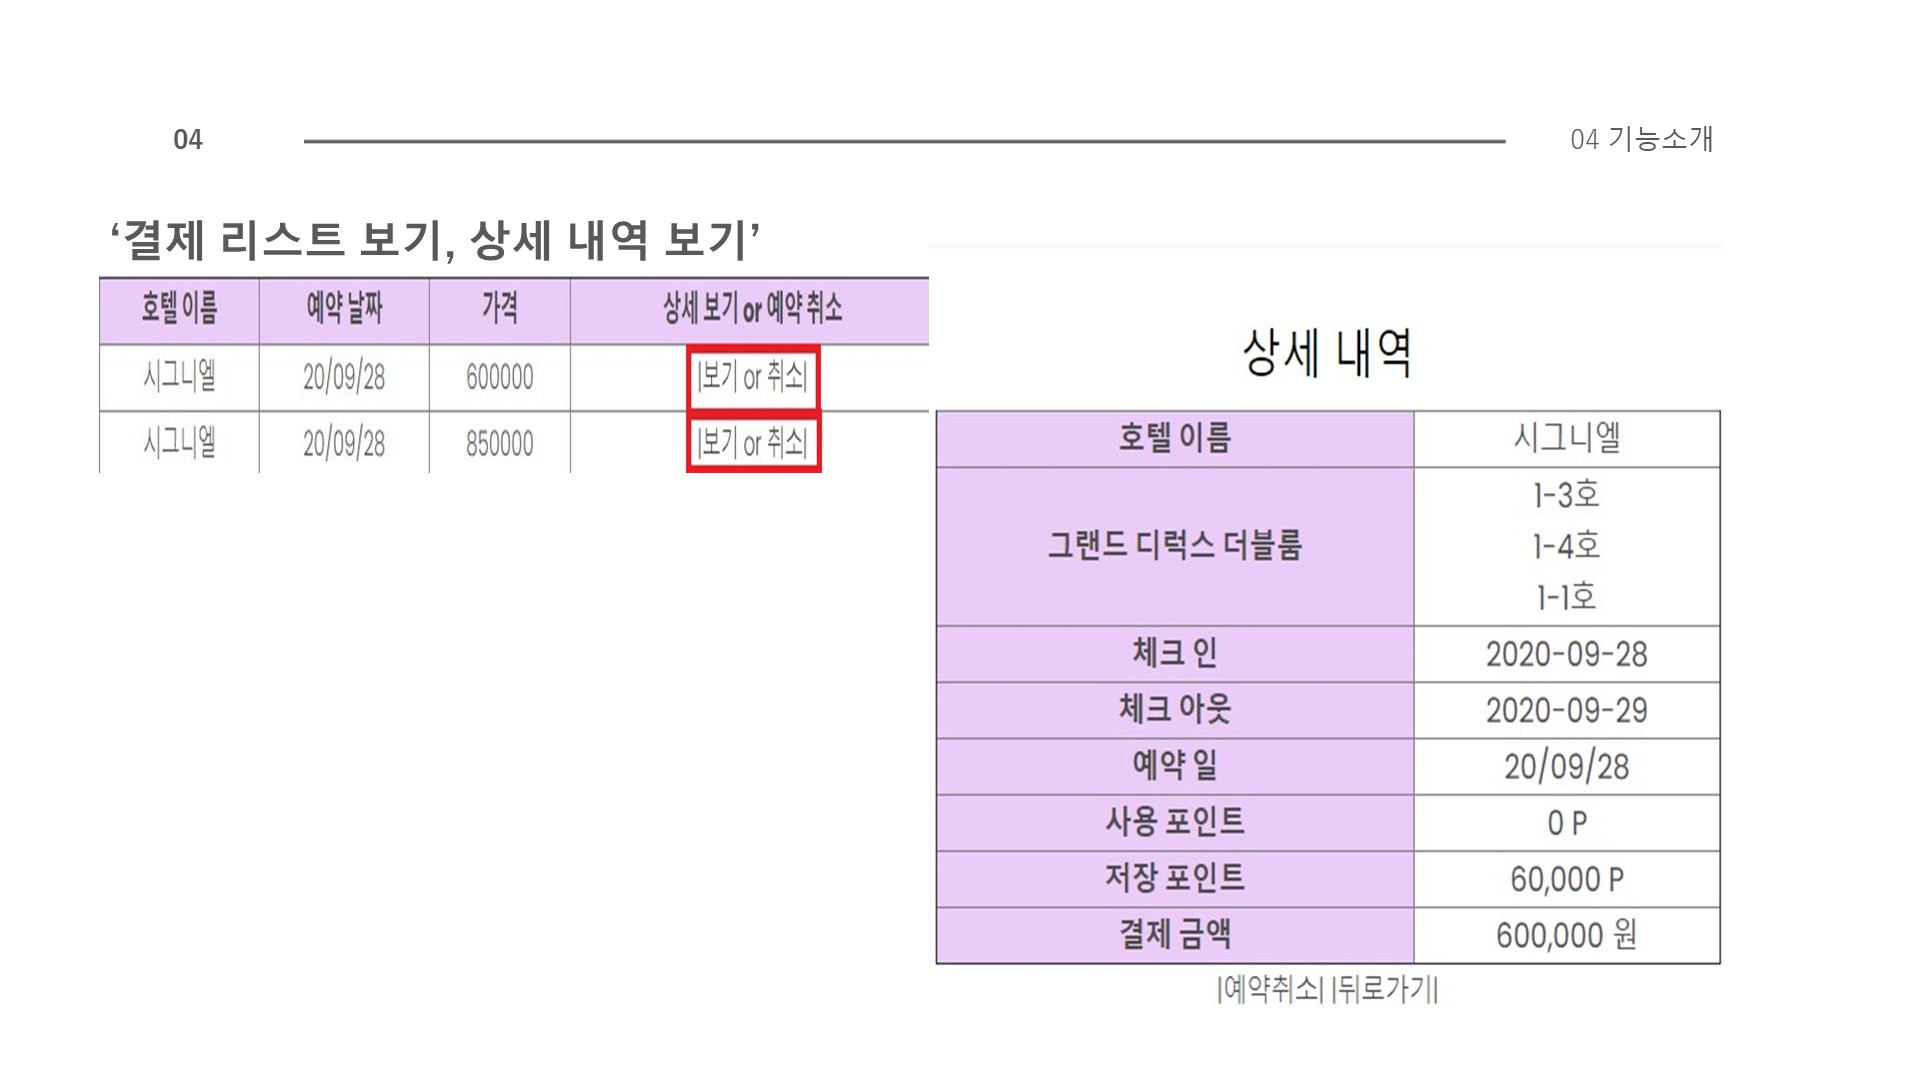 04
04 기능소개
‘결제 리스트 보기, 상세 내역 보기’
호텔 이름 예약 날짜 가격 상세 보기 or 예약 취소
시그니엘 20/09/28 600000 |보기 or 취소|
시그니엘 20/09/28 850000 |보기 or 취소|
상세 내역
호텔 이름 시그니엘
그랜드 디럭스 더블룸
1-3호
1-4호
1-1호
체크 인 2020-09-28
체크 아웃 2020-09-29
예약 일 20/09/28
사용 포인트 0 P
저장 포인트 60,000 P
결제 금액 600,000 원
|예약취소| |뒤로가기|